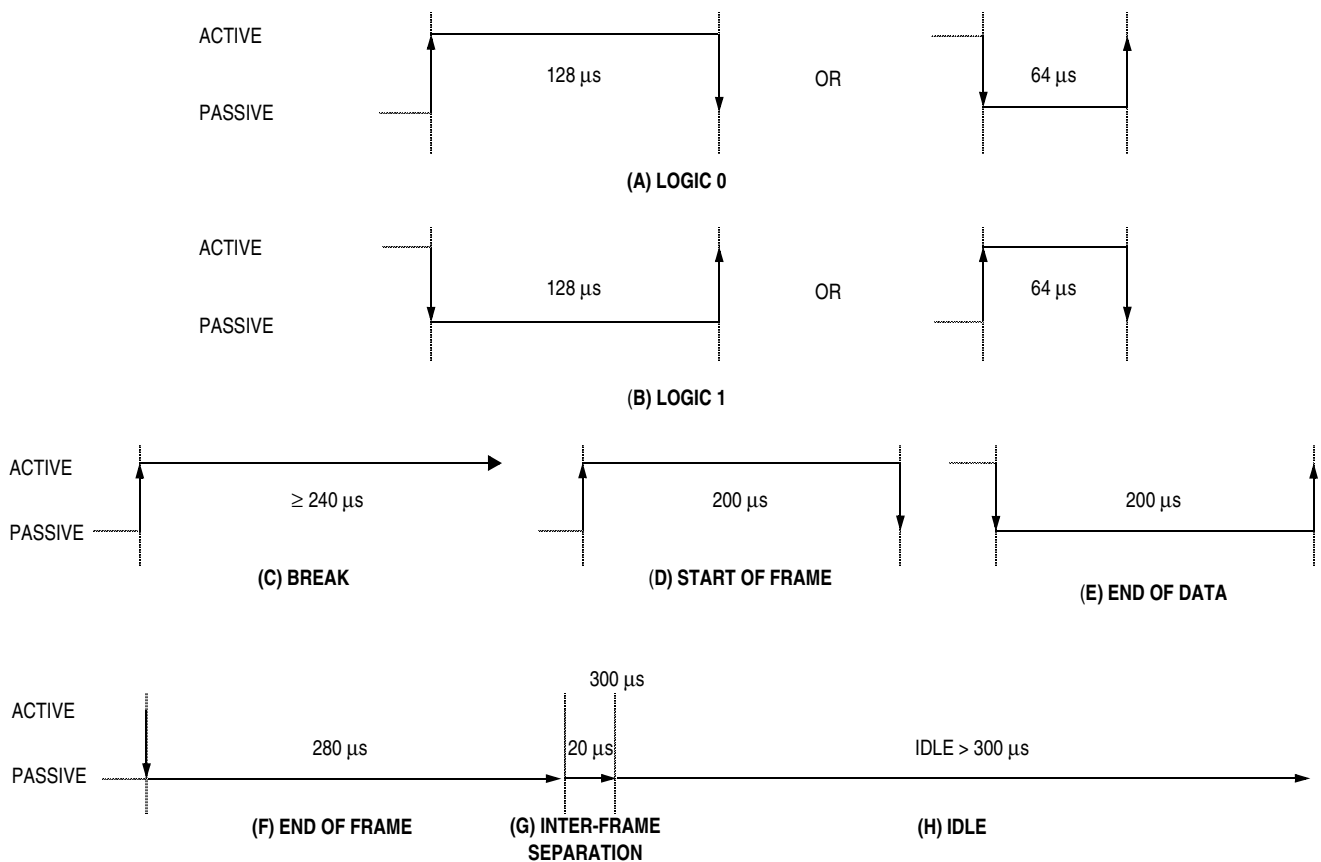 ACTIVE
128 μs
OR
64 μs
PASSIVE
(A) LOGIC 0
ACTIVE
128 μs
OR
64 μs
PASSIVE
(B) LOGIC 1
ACTIVE
≥ 240 μs
200 μs
200 μs
PASSIVE
(C) BREAK
(D) START OF FRAME
(E) END OF DATA
300 μs
ACTIVE
280 μs
20 μs
IDLE > 300 μs
PASSIVE
(F) END OF FRAME
(G) INTER-FRAME
SEPARATION
(H) IDLE